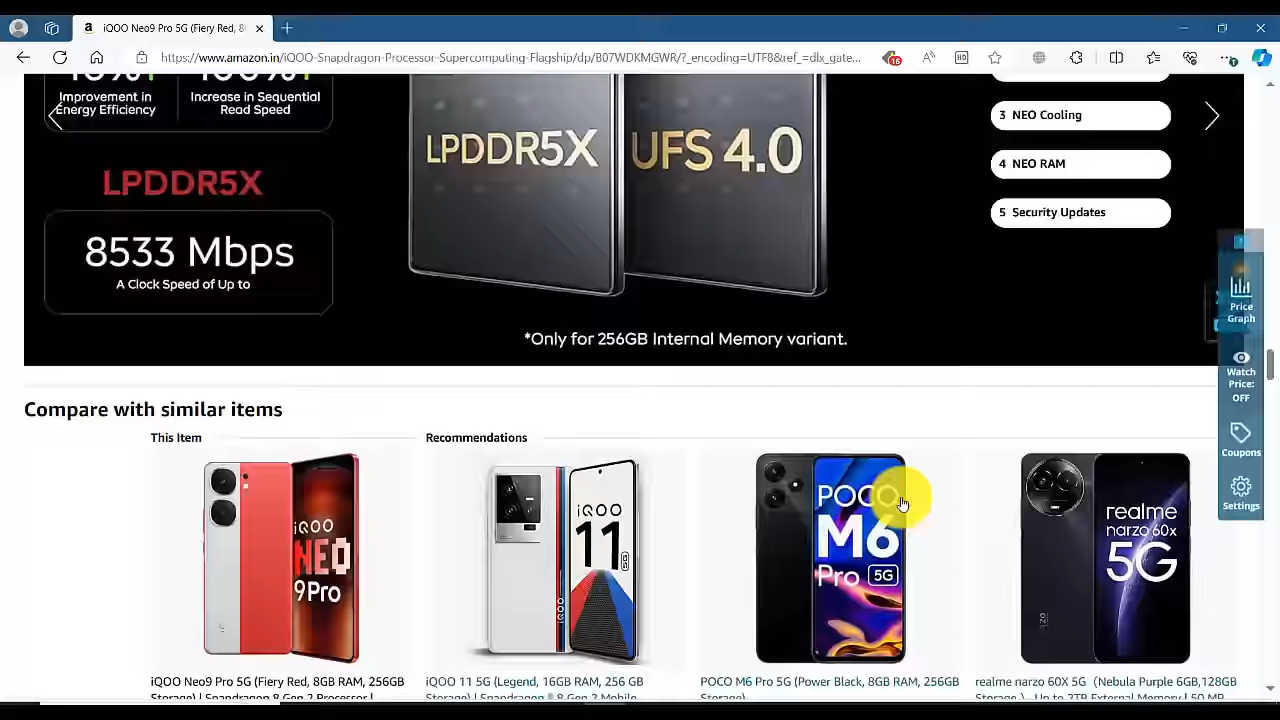 iQOO Neo9 Pro 5G (Fiery Red, 8
https://www.amazon.in/iQOO-Snapdragon-Processor-Supercomputing-Flagship/dp/B07WDKMGWR/?_encoding=UTF8&ref_=dlx_gate...
16
HD
Improvement in
Energy Efficiency
Increase in Sequential
Read Speed
LPDDR5X
8533 Mbps
A Clock Speed of Up to
LPDDR5X
UFS 4.0
*Only for 256GB Internal Memory variant.
3 NEO Cooling
4 NEO RAM
5 Security Updates
Price
Graph
Watch
Price:
OFF
Coupons
Settings
Compare with similar items
This Item
Recommendations
iQOO
NEO
9Pro
iQOO
11
5G
iQOO
POCO
M6
Pro 5G
realme
narzo 60x
5G
iQOO Neo9 Pro 5G (Fiery Red, 8GB RAM, 256GB
Storage) | Snapdragon 8 Gen 2 Processor |
iQOO 11 5G (Legend, 16GB RAM, 256 GB
Storage) | Snapdragon® 8 Gen 2 Mobile
POCO M6 Pro 5G (Power Black, 8GB RAM, 256GB
Storage)
realme narzo 60X 5G（Nebula Purple 6GB,128GB
Storage ） Up to 2TB External Memory | 50 MP